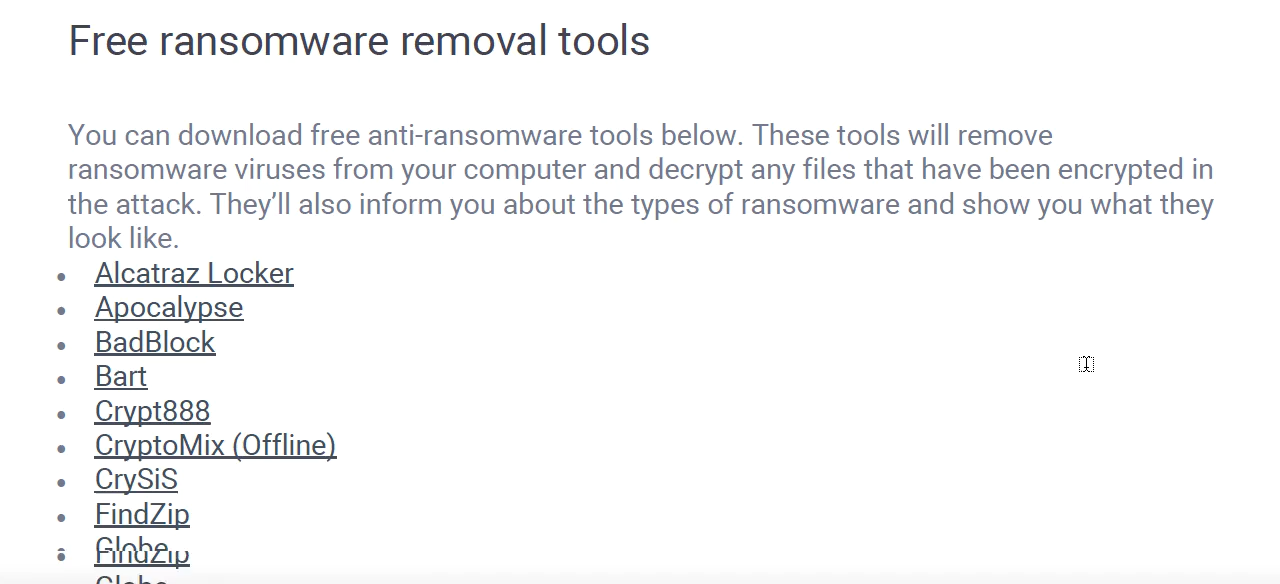 Free ransomware removal tools
You can download free anti-ransomware tools below. These tools will remove
ransomware viruses from your computer and decrypt any files that have been encrypted in
the attack. They’ll also inform you about the types of ransomware and show you what they
look like.
• Alcatraz Locker
• Apocalypse
• BadBlock
• Bart
• Crypt888
• CryptoMix (Offline)
• CrySiS
• FindZip
• Globe
• FindZip
Globe